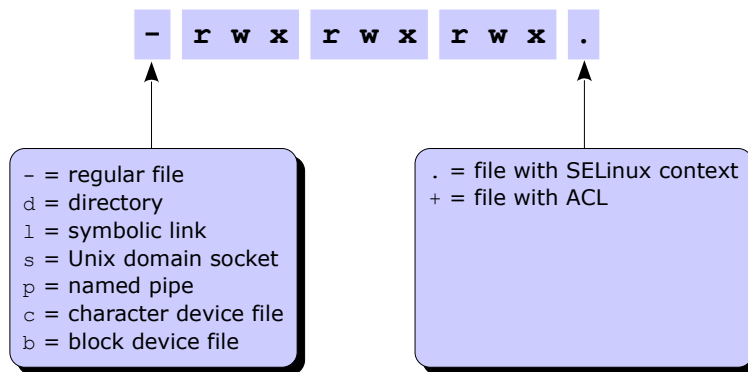 - r w x r w x r w x .
- = regular file
d = directory
l = symbolic link
s = Unix domain socket
p = named pipe
c = character device file
b = block device file
. = file with SELinux context
+ = file with ACL